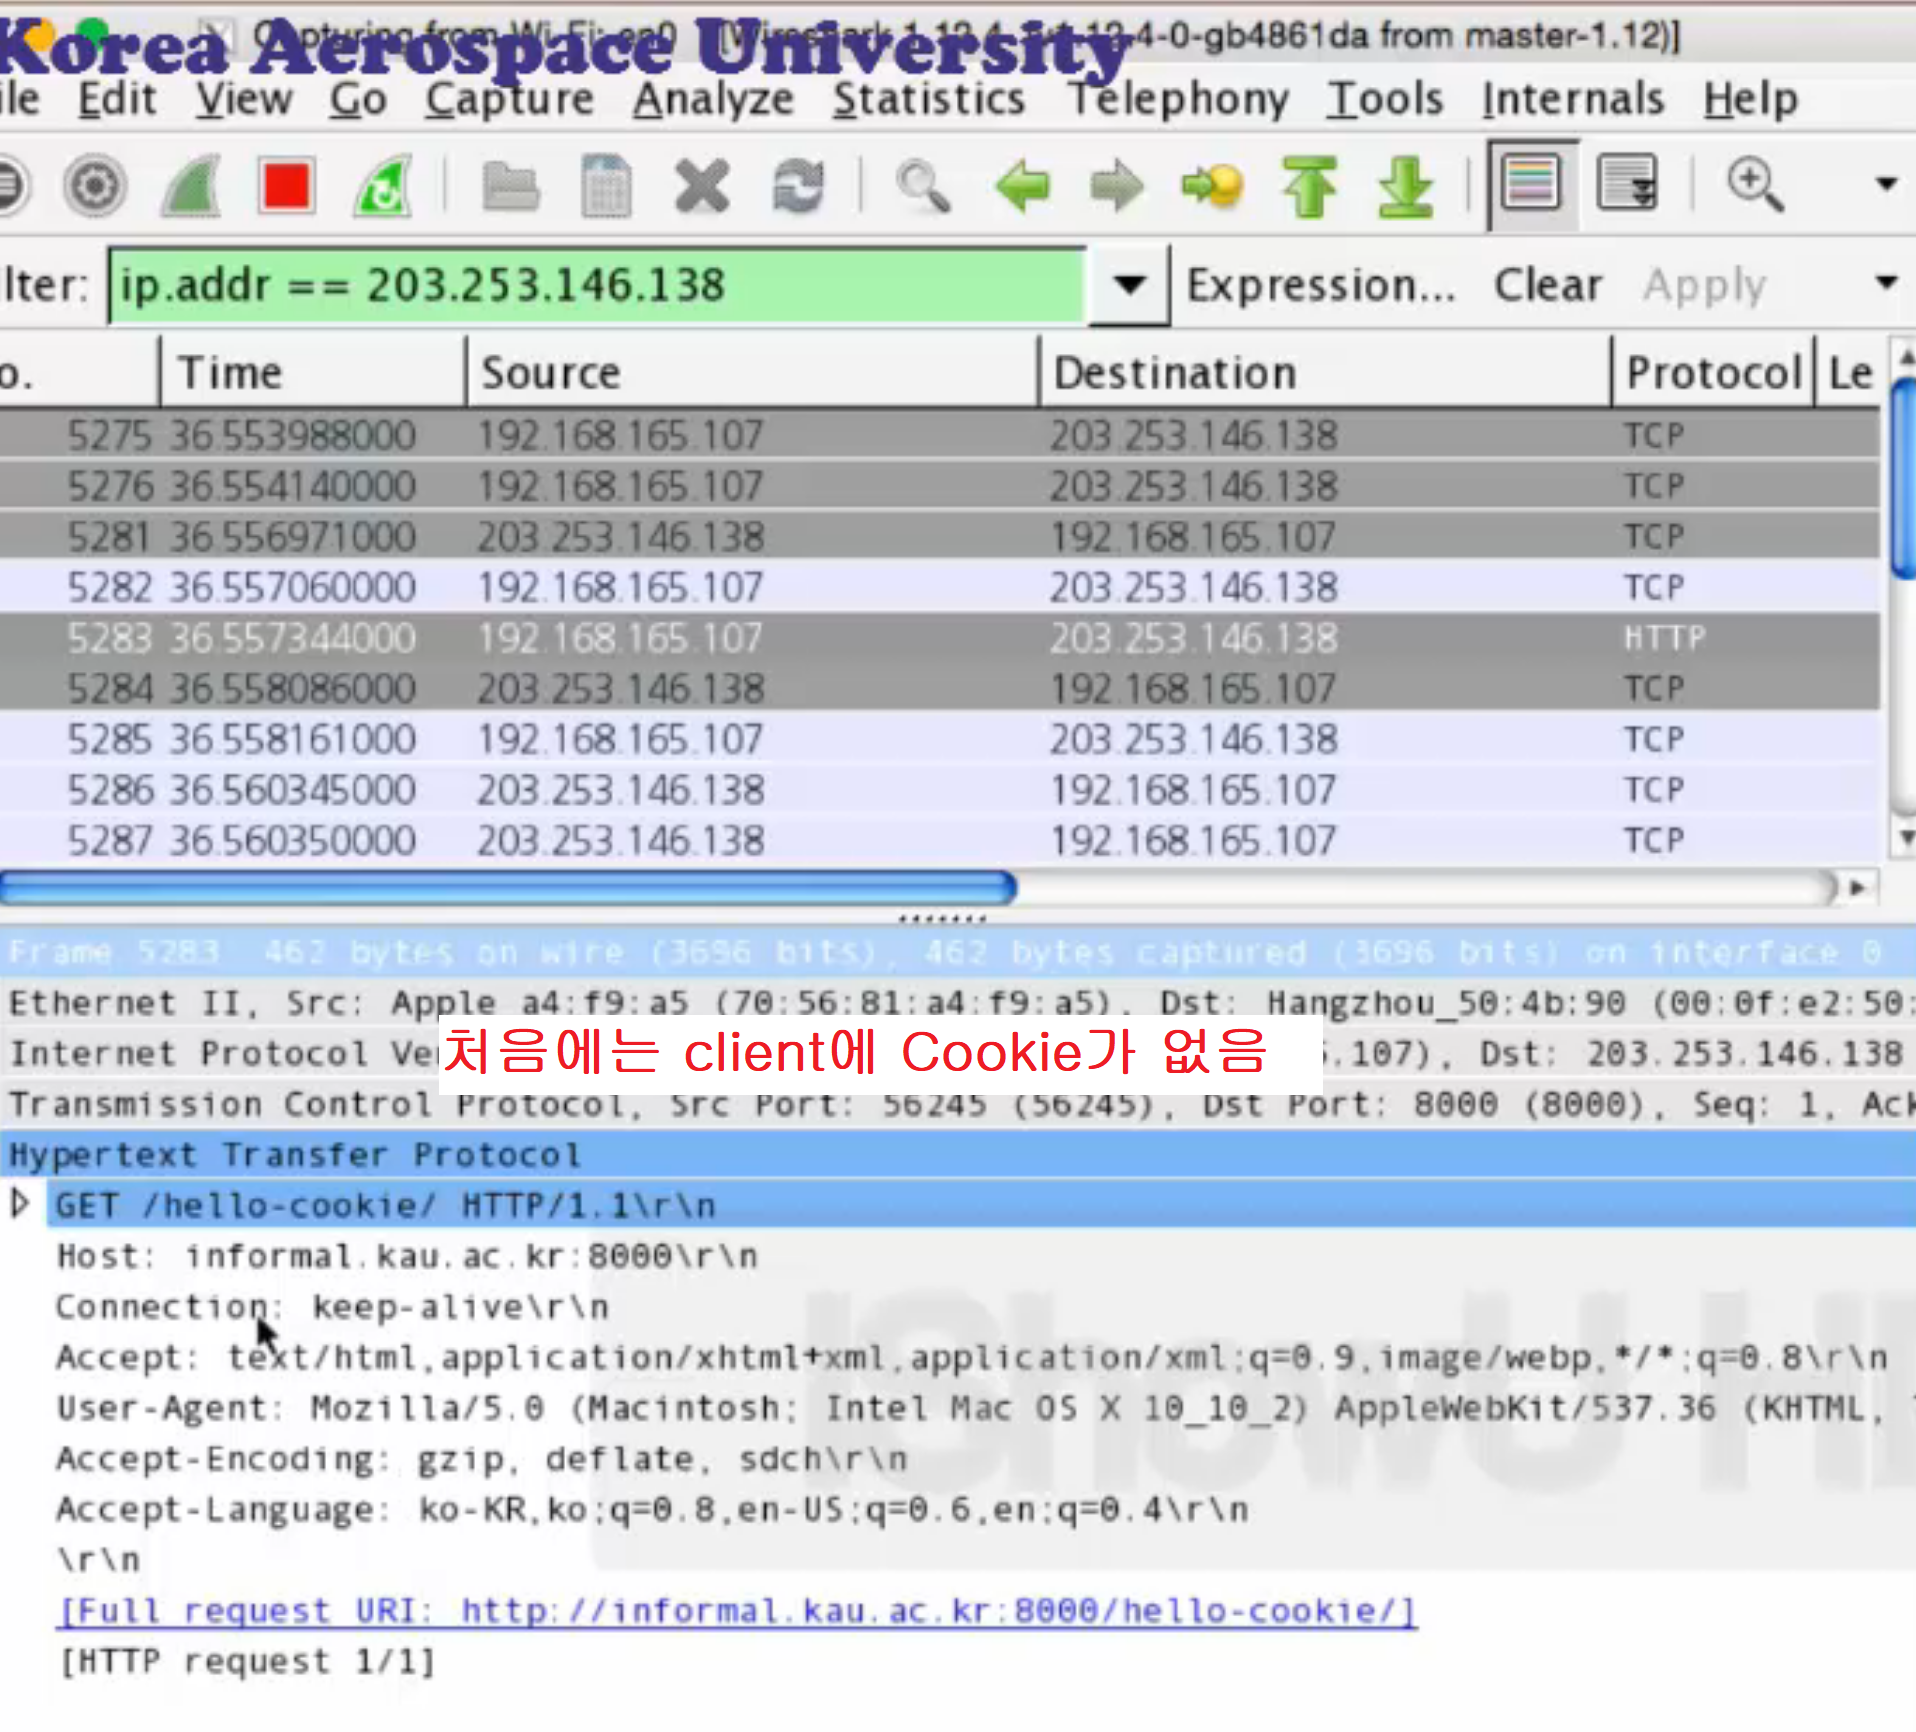 Korea Aerospace University
Capturing from Wi-Fi: en0 [Wireshark 1.12.4 4-0-gb4861da from master-1.12)]
ile Edit View Go Capture Analyze Statistics Telephony Tools Internals Help
lter: ip.addr == 203.253.146.138 Expression... Clear Apply
o. Time Source Destination Protocol Le
5275 36.553988000 192.168.165.107 203.253.146.138 TCP
5276 36.554140000 192.168.165.107 203.253.146.138 TCP
5281 36.556971000 203.253.146.138 192.168.165.107 TCP
5282 36.557060000 192.168.165.107 203.253.146.138 TCP
5283 36.557344000 192.168.165.107 203.253.146.138 HTTP
5284 36.558086000 203.253.146.138 192.168.165.107 TCP
5285 36.558161000 192.168.165.107 203.253.146.138 TCP
5286 36.560345000 203.253.146.138 192.168.165.107 TCP
5287 36.560350000 203.253.146.138 192.168.165.107 TCP
Frame 5283 462 bytes on wire (3696 bits), 462 bytes captured (3696 bits) on interface 0
Ethernet II, Src: Apple a4:f9:a5 (70:56:81:a4:f9:a5), Dst: Hangzhou_50:4b:90 (00:0f:e2:50:
처음에는 client에 Cookie가 없음
Internet Protocol Ve .107), Dst: 203.253.146.138
Transmission Control Protocol, Src Port: 56245 (56245), Dst Port: 8000 (8000), Seq: 1, Ack
Hypertext Transfer Protocol
GET /hello-cookie/ HTTP/1.1\r\n
Host: informal.kau.ac.kr:8000\r\n
Connection: keep-alive\r\n
Accept: text/html,application/xhtml+xml,application/xml;q=0.9,image/webp,*/*;q=0.8\r\n
User-Agent: Mozilla/5.0 (Macintosh; Intel Mac OS X 10_10_2) AppleWebKit/537.36 (KHTML,
Accept-Encoding: gzip, deflate, sdch\r\n
Accept-Language: ko-KR,ko;q=0.8,en-US;q=0.6,en;q=0.4\r\n
\r\n
[Full request URI: http://informal.kau.ac.kr:8000/hello-cookie/]
[HTTP request 1/1]
iShowU H